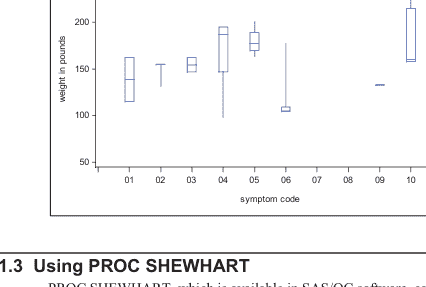 200
150
100
50
weight in pounds
01 02 03 04 05 06 07 08 09 10
symptom code
1.3 Using PROC SHEWHART
PROC SHEWHART, which is available in SAS/QC software,